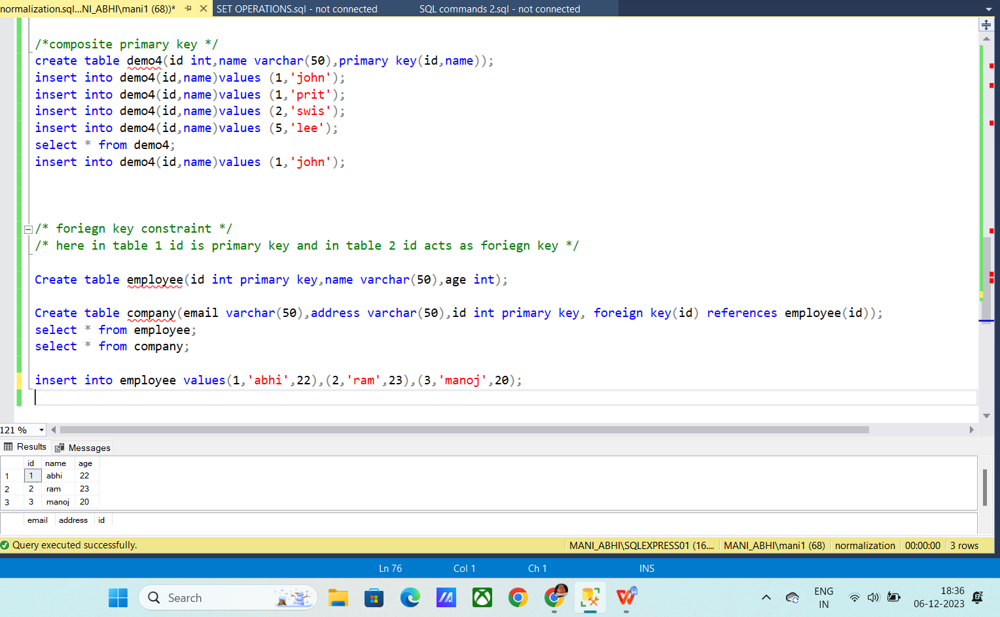 normalization.sql...NI_ABHI\mani1 (68))* SET OPERATIONS.sql - not connected SQL commands 2.sql - not connected
/*composite primary key */
create table demo4(id int,name varchar(50),primary key(id,name));
insert into demo4(id,name)values (1,'john');
insert into demo4(id,name)values (1,'prit');
insert into demo4(id,name)values (2,'swis');
insert into demo4(id,name)values (5,'lee');
select * from demo4;
insert into demo4(id,name)values (1,'john');
/* foriegn key constraint */
/* here in table 1 id is primary key and in table 2 id acts as foriegn key */
Create table employee(id int primary key,name varchar(50),age int);
Create table company(email varchar(50),address varchar(50),id int primary key, foreign key(id) references employee(id));
select * from employee;
select * from company;
insert into employee values(1,'abhi',22),(2,'ram',23),(3,'manoj',20);
121 %
Results Messages
id name age
1 1 abhi 22
2 2 ram 23
3 3 manoj 20
email address id
Query executed successfully. MANI_ABHI\SQLEXPRESS01 (16.... MANI_ABHI\mani1 (68) normalization 00:00:00 3 rows
Ln 76 Col 1 Ch 1 INS
Search
ENG
IN
18:36
06-12-2023